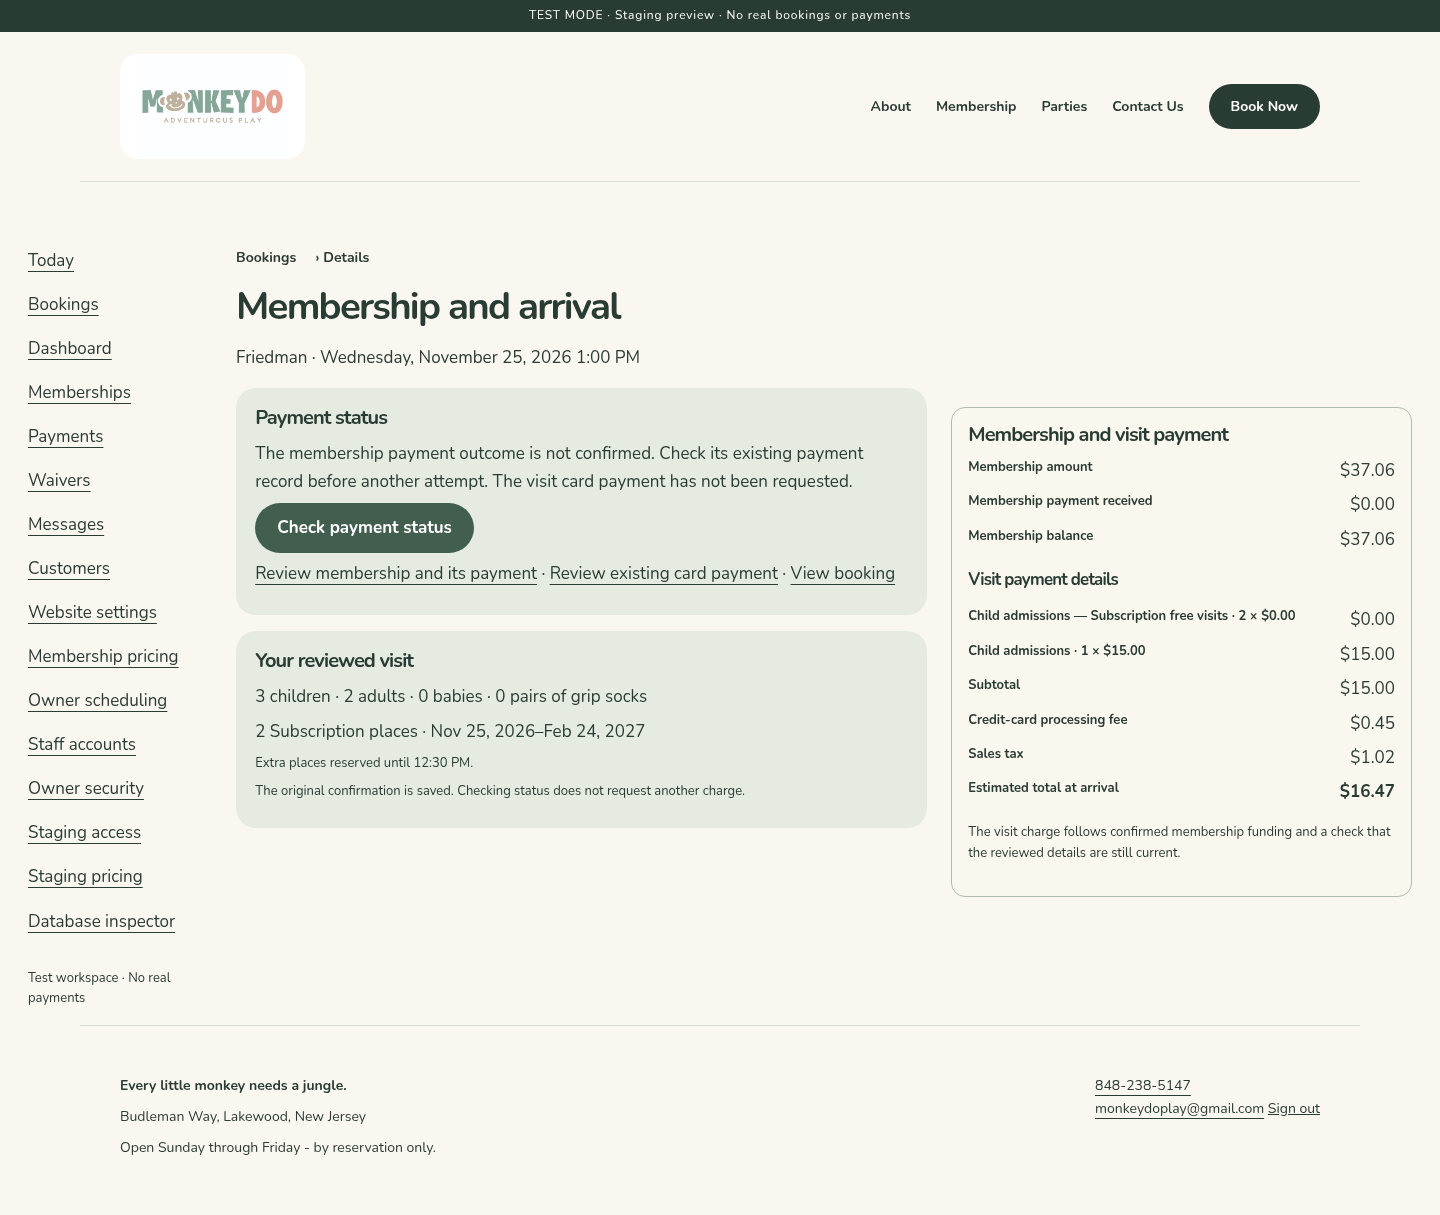 TEST MODE · Staging preview · No real bookings or payments
MONKEYDO
ADVENTUROUS PLAY
About Membership Parties Contact Us Book Now
Today
Bookings
Dashboard
Memberships
Payments
Waivers
Messages
Customers
Website settings
Membership pricing
Owner scheduling
Staff accounts
Owner security
Staging access
Staging pricing
Database inspector
Test workspace · No real
payments
Bookings › Details
Membership and arrival
Friedman · Wednesday, November 25, 2026 1:00 PM
Payment status
The membership payment outcome is not confirmed. Check its existing payment
record before another attempt. The visit card payment has not been requested.
Check payment status
Review membership and its payment · Review existing card payment · View booking
Your reviewed visit
3 children · 2 adults · 0 babies · 0 pairs of grip socks
2 Subscription places · Nov 25, 2026–Feb 24, 2027
Extra places reserved until 12:30 PM.
The original confirmation is saved. Checking status does not request another charge.
Membership and visit payment
Membership amount $37.06
Membership payment received $0.00
Membership balance $37.06
Visit payment details
Child admissions — Subscription free visits · 2 × $0.00 $0.00
Child admissions · 1 × $15.00 $15.00
Subtotal $15.00
Credit-card processing fee $0.45
Sales tax $1.02
Estimated total at arrival $16.47
The visit charge follows confirmed membership funding and a check that
the reviewed details are still current.
Every little monkey needs a jungle.
Budleman Way, Lakewood, New Jersey
Open Sunday through Friday - by reservation only.
848-238-5147
monkeydoplay@gmail.com Sign out